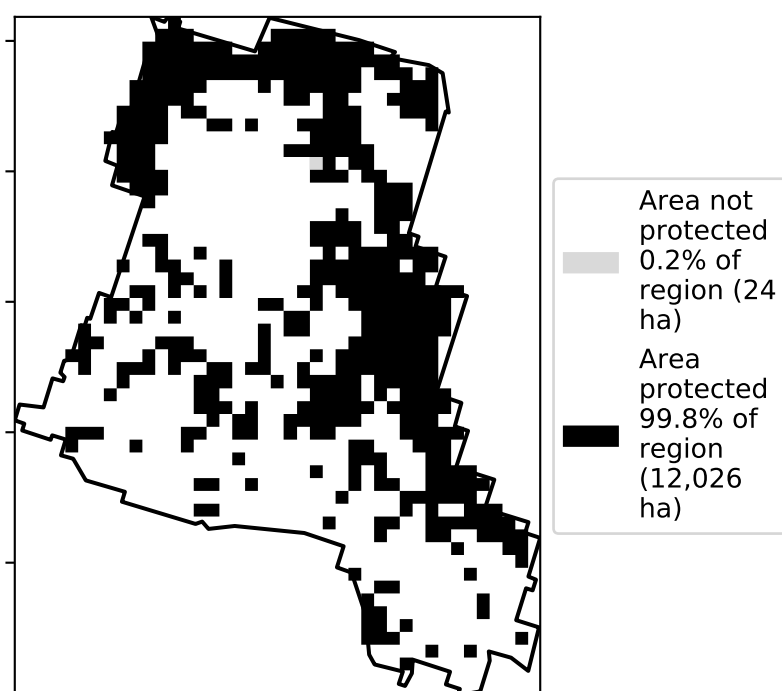 Area not
protected
0.2% of
region (24
ha)
Area
protected
99.8% of
region
(12,026
ha)